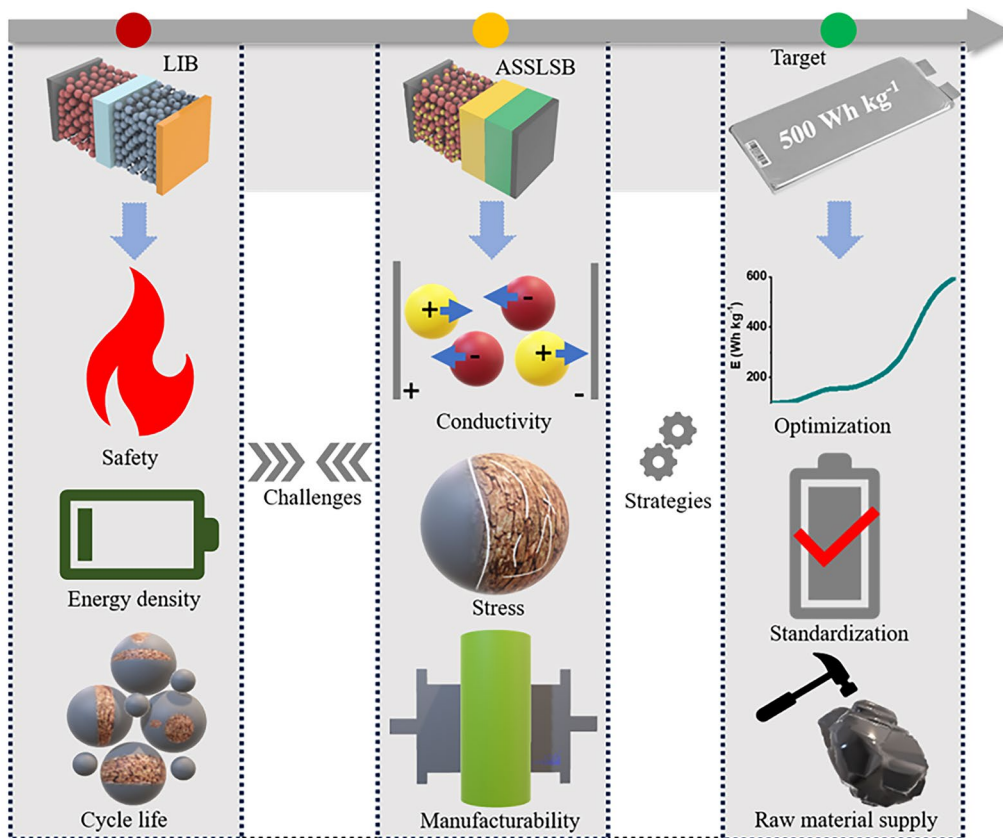 LIB
ASSLSB
Target
500 Wh kg⁻¹
600
400
200
E (Wh kg⁻¹)
+
-
-
+
+
-
Safety
Conductivity
Optimization
Challenges
Strategies
Energy density
Stress
Standardization
Cycle life
Manufacturability
Raw material supply